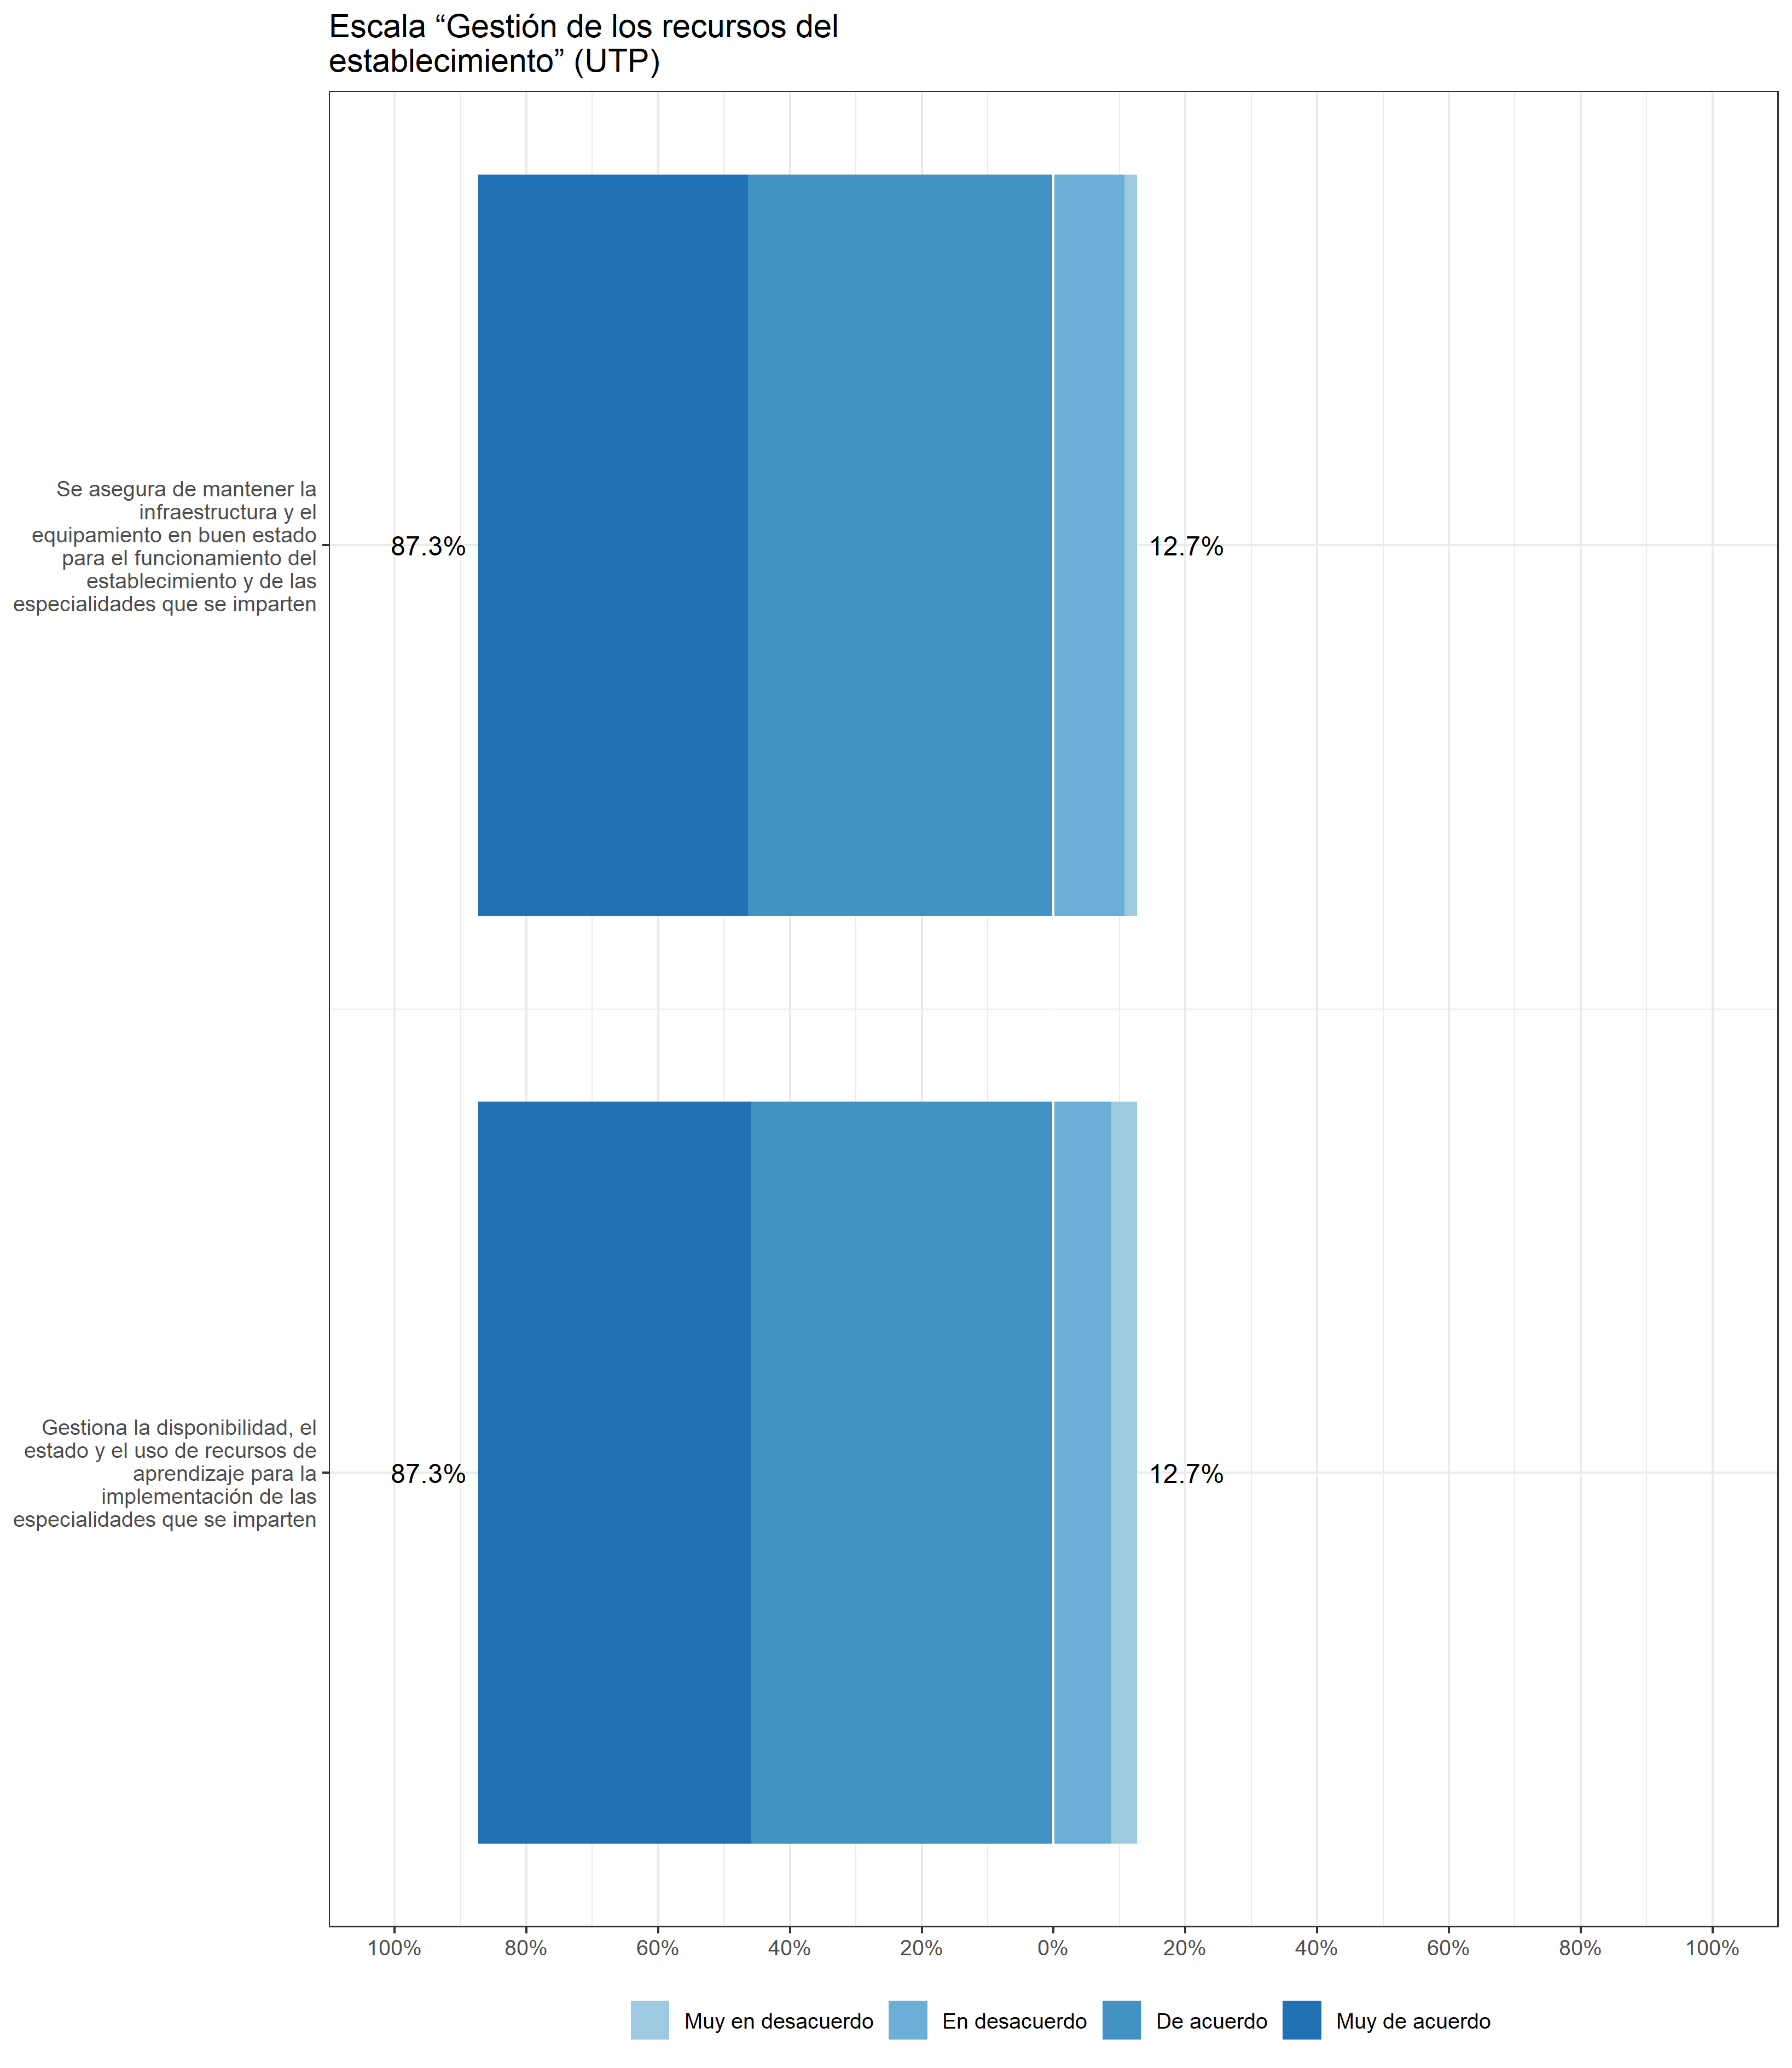 Escala “Gestión de los recursos del
establecimiento” (UTP)
Se asegura de mantener la
infraestructura y el
equipamiento en buen estado
para el funcionamiento del
establecimiento y de las
especialidades que se imparten
87.3%
12.7%
Gestiona la disponibilidad, el
estado y el uso de recursos de
aprendizaje para la
implementación de las
especialidades que se imparten
87.3%
12.7%
100% 80% 60% 40% 20% 0% 20% 40% 60% 80% 100%
Muy en desacuerdo En desacuerdo De acuerdo Muy de acuerdo